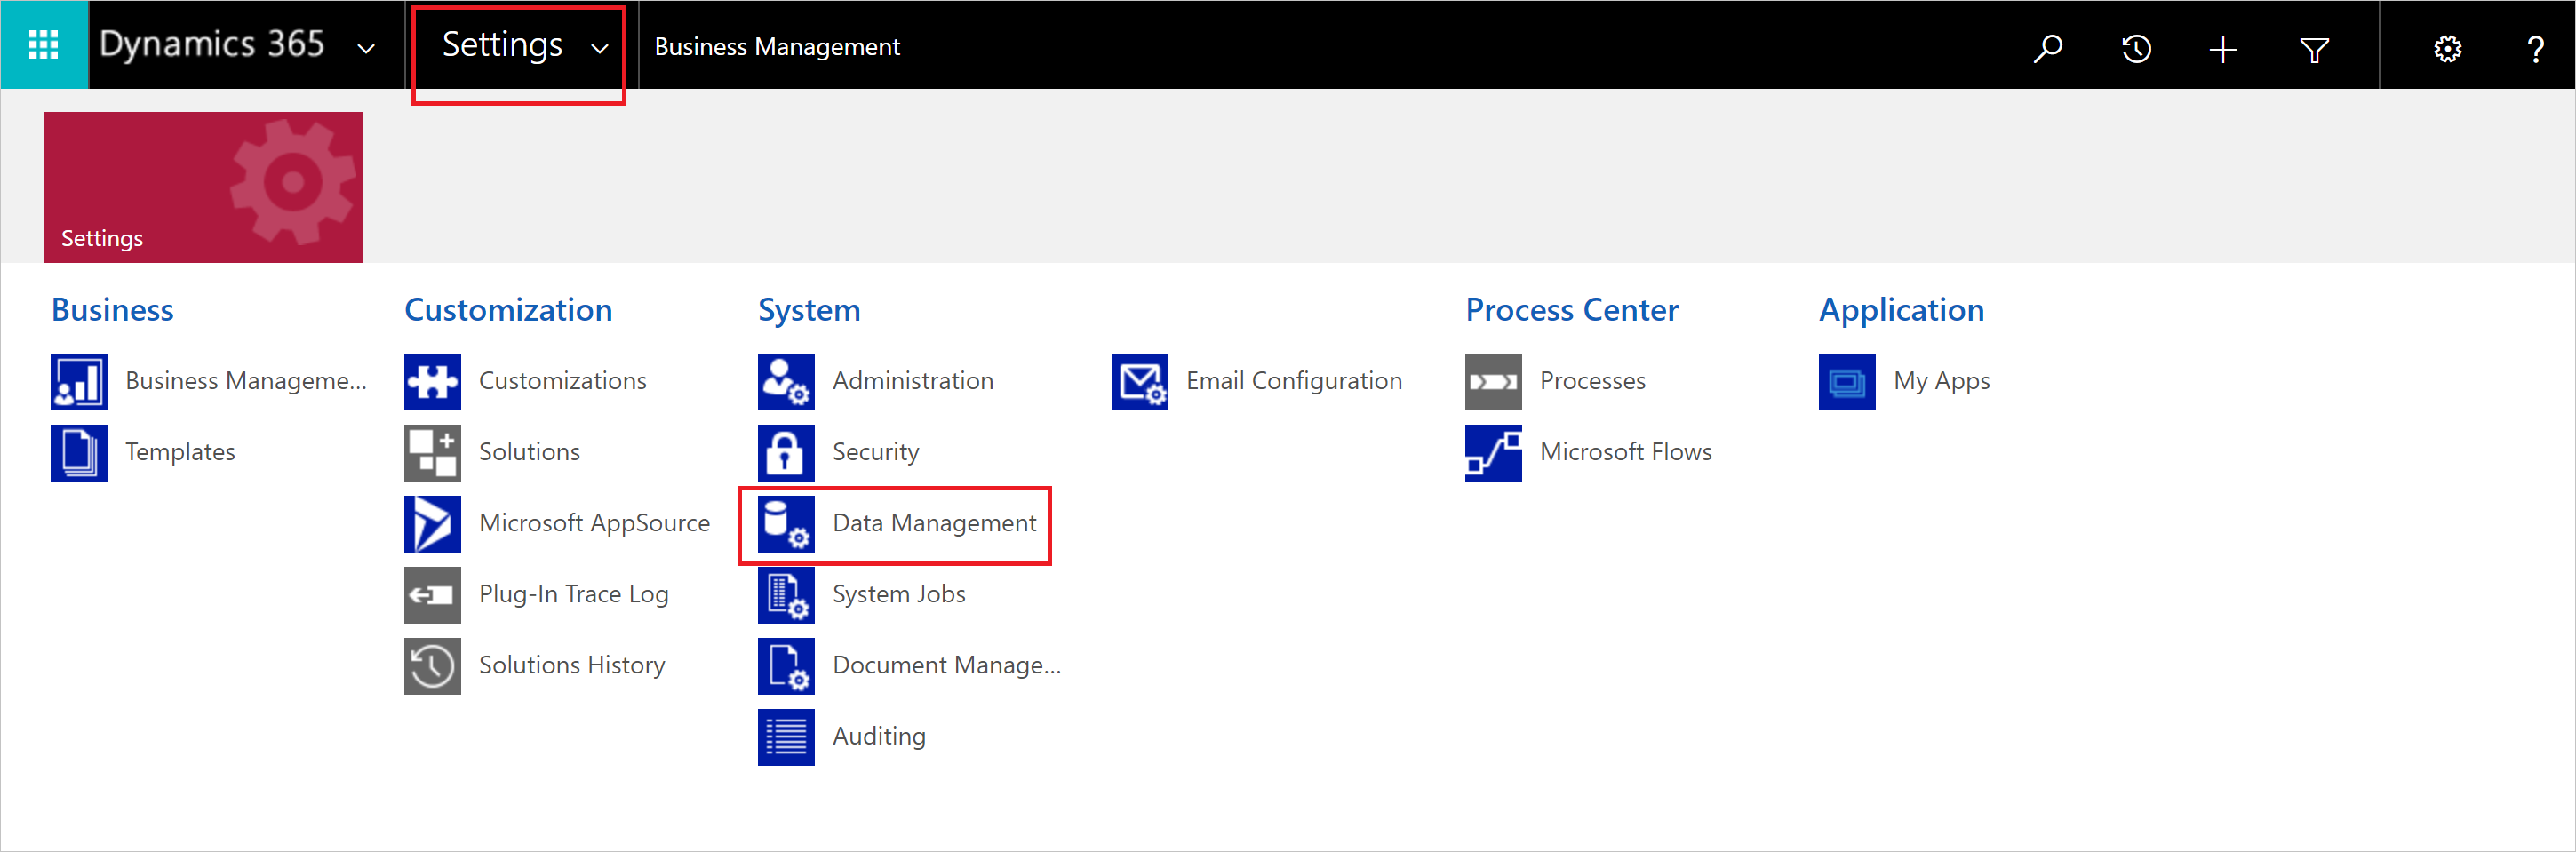 Dynamics 365
Settings
Business Management
?
Settings
Business
Business Manageme...
Templates
Customization
Customizations
Solutions
Microsoft AppSource
Plug-In Trace Log
Solutions History
System
Administration
Security
Data Management
System Jobs
Document Manage...
Auditing
Email Configuration
Process Center
Processes
Microsoft Flows
Application
My Apps